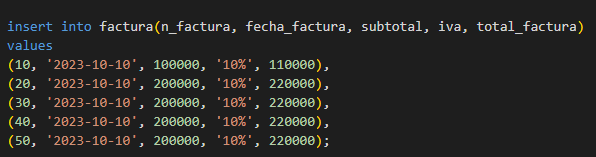 insert into factura(n_factura, fecha_factura, subtotal, iva, total_factura)
values
(10, '2023-10-10', 100000, '10%', 110000),
(20, '2023-10-10', 200000, '10%', 220000),
(30, '2023-10-10', 200000, '10%', 220000),
(40, '2023-10-10', 200000, '10%', 220000),
(50, '2023-10-10', 200000, '10%', 220000);